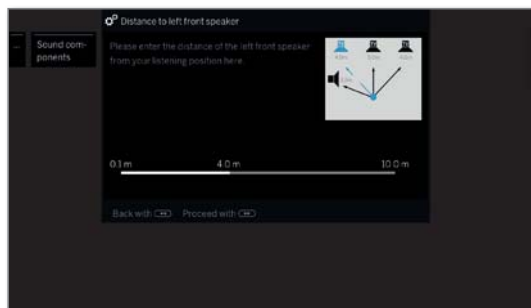 Distance to left front speaker
...
Sound com-
ponents
Please enter the distance of the left front speaker
from your listening position here.
0.1 m 4.0 m 10.0 m
Back with Proceed with